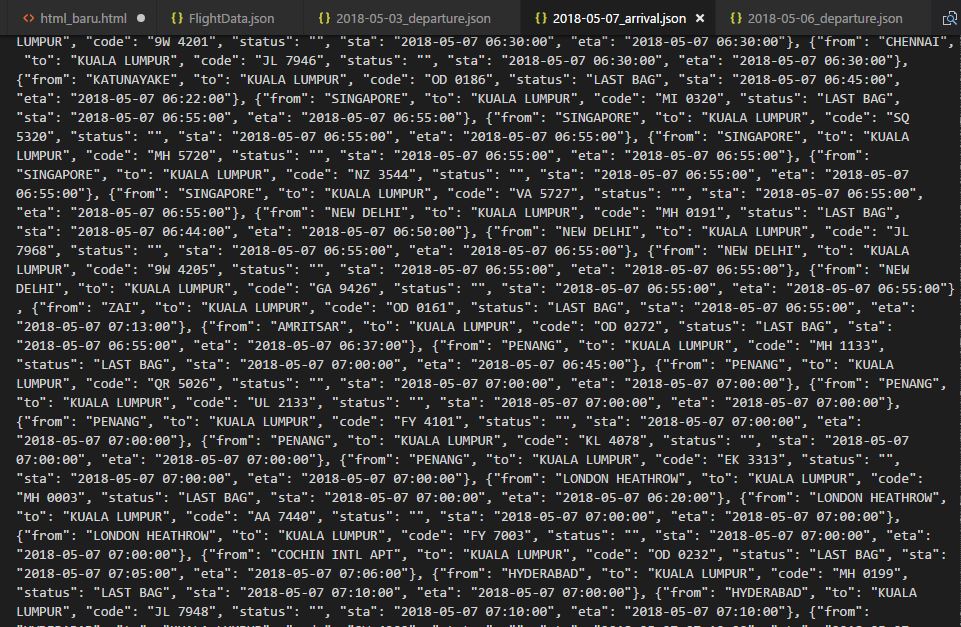 html_baru.html FlightData.json 2018-05-03_departure.json 2018-05-07_arrival.json 2018-05-06_departure.json
LUMPUR", "code": "9W 4201", "status": "", "sta": "2018-05-07 06:30:00", "eta": "2018-05-07 06:30:00"}, {"from": "CHENNAI",
"to": "KUALA LUMPUR", "code": "JL 7946", "status": "", "sta": "2018-05-07 06:30:00", "eta": "2018-05-07 06:30:00"},
{"from": "KATUNAYAKE", "to": "KUALA LUMPUR", "code": "OD 0186", "status": "LAST BAG", "sta": "2018-05-07 06:45:00",
"eta": "2018-05-07 06:22:00"}, {"from": "SINGAPORE", "to": "KUALA LUMPUR", "code": "MI 0320", "status": "LAST BAG",
"sta": "2018-05-07 06:55:00", "eta": "2018-05-07 06:55:00"}, {"from": "SINGAPORE", "to": "KUALA LUMPUR", "code": "SQ
5320", "status": "", "sta": "2018-05-07 06:55:00", "eta": "2018-05-07 06:55:00"}, {"from": "SINGAPORE", "to": "KUALA
LUMPUR", "code": "MH 5720", "status": "", "sta": "2018-05-07 06:55:00", "eta": "2018-05-07 06:55:00"}, {"from":
"SINGAPORE", "to": "KUALA LUMPUR", "code": "NZ 3544", "status": "", "sta": "2018-05-07 06:55:00", "eta": "2018-05-07
06:55:00"}, {"from": "SINGAPORE", "to": "KUALA LUMPUR", "code": "VA 5727", "status": "", "sta": "2018-05-07 06:55:00",
"eta": "2018-05-07 06:55:00"}, {"from": "NEW DELHI", "to": "KUALA LUMPUR", "code": "MH 0191", "status": "LAST BAG",
"sta": "2018-05-07 06:44:00", "eta": "2018-05-07 06:50:00"}, {"from": "NEW DELHI", "to": "KUALA LUMPUR", "code": "JL
7968", "status": "", "sta": "2018-05-07 06:55:00", "eta": "2018-05-07 06:55:00"}, {"from": "NEW DELHI", "to": "KUALA
LUMPUR", "code": "9W 4205", "status": "", "sta": "2018-05-07 06:55:00", "eta": "2018-05-07 06:55:00"}, {"from": "NEW
DELHI", "to": "KUALA LUMPUR", "code": "GA 9426", "status": "", "sta": "2018-05-07 06:55:00", "eta": "2018-05-07 06:55:00"}
, {"from": "ZAI", "to": "KUALA LUMPUR", "code": "OD 0161", "status": "LAST BAG", "sta": "2018-05-07 06:55:00", "eta":
"2018-05-07 07:13:00"}, {"from": "AMRITSAR", "to": "KUALA LUMPUR", "code": "OD 0272", "status": "LAST BAG", "sta":
"2018-05-07 06:55:00", "eta": "2018-05-07 06:37:00"}, {"from": "PENANG", "to": "KUALA LUMPUR", "code": "MH 1133",
"status": "LAST BAG", "sta": "2018-05-07 07:00:00", "eta": "2018-05-07 06:45:00"}, {"from": "PENANG", "to": "KUALA
LUMPUR", "code": "QR 5026", "status": "", "sta": "2018-05-07 07:00:00", "eta": "2018-05-07 07:00:00"}, {"from": "PENANG",
"to": "KUALA LUMPUR", "code": "UL 2133", "status": "", "sta": "2018-05-07 07:00:00", "eta": "2018-05-07 07:00:00"},
{"from": "PENANG", "to": "KUALA LUMPUR", "code": "FY 4101", "status": "", "sta": "2018-05-07 07:00:00", "eta":
"2018-05-07 07:00:00"}, {"from": "PENANG", "to": "KUALA LUMPUR", "code": "KL 4078", "status": "", "sta": "2018-05-07
07:00:00", "eta": "2018-05-07 07:00:00"}, {"from": "PENANG", "to": "KUALA LUMPUR", "code": "EK 3313", "status": "",
"sta": "2018-05-07 07:00:00", "eta": "2018-05-07 07:00:00"}, {"from": "LONDON HEATHROW", "to": "KUALA LUMPUR", "code":
"MH 0003", "status": "LAST BAG", "sta": "2018-05-07 07:00:00", "eta": "2018-05-07 06:20:00"}, {"from": "LONDON HEATHROW",
"to": "KUALA LUMPUR", "code": "AA 7440", "status": "", "sta": "2018-05-07 07:00:00", "eta": "2018-05-07 07:00:00"},
{"from": "LONDON HEATHROW", "to": "KUALA LUMPUR", "code": "FY 7003", "status": "", "sta": "2018-05-07 07:00:00", "eta":
"2018-05-07 07:00:00"}, {"from": "COCHIN INTL APT", "to": "KUALA LUMPUR", "code": "OD 0232", "status": "LAST BAG", "sta":
"2018-05-07 07:05:00", "eta": "2018-05-07 07:06:00"}, {"from": "HYDERABAD", "to": "KUALA LUMPUR", "code": "MH 0199",
"status": "LAST BAG", "sta": "2018-05-07 07:10:00", "eta": "2018-05-07 07:00:00"}, {"from": "HYDERABAD", "to": "KUALA
LUMPUR", "code": "JL 7948", "status": "", "sta": "2018-05-07 07:10:00", "eta": "2018-05-07 07:10:00"}, {"from":